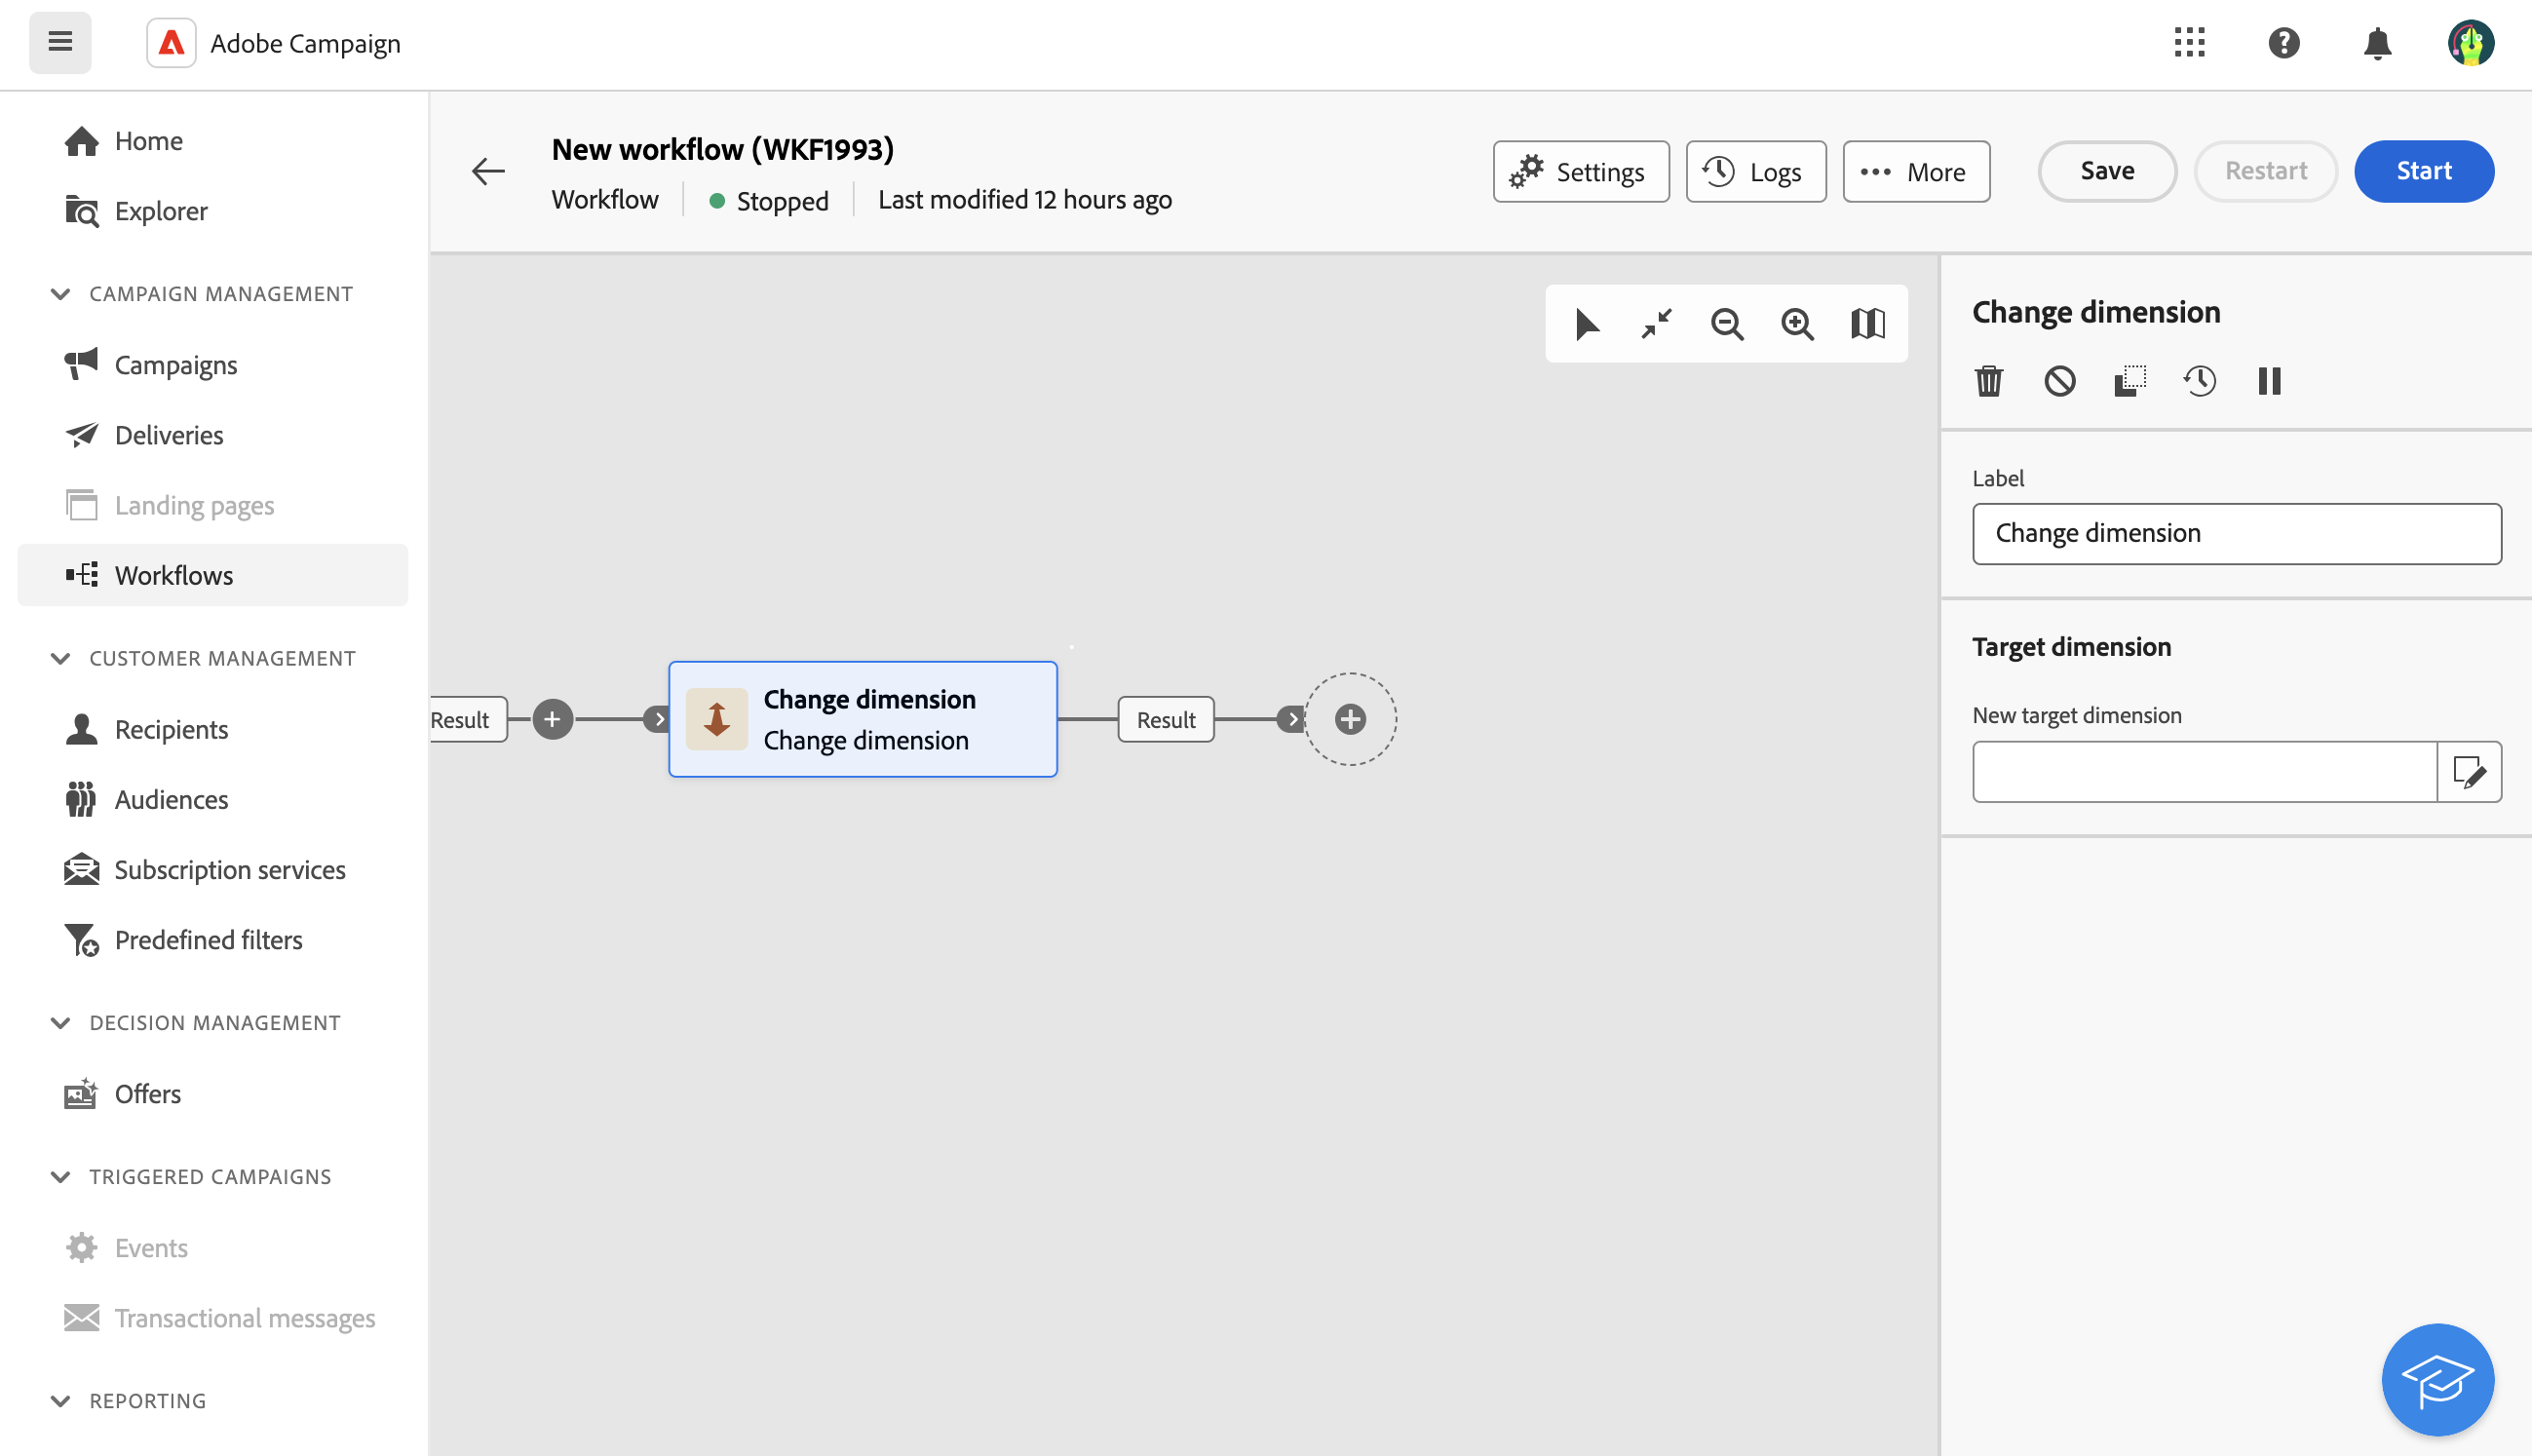 Adobe Campaign
Home
Explorer
CAMPAIGN MANAGEMENT
Campaigns
Deliveries
Landing pages
Workflows
CUSTOMER MANAGEMENT
Recipients
Audiences
Subscription services
Predefined filters
DECISION MANAGEMENT
Offers
TRIGGERED CAMPAIGNS
Events
Transactional messages
REPORTING
New workflow (WKF1993)
Workflow Stopped Last modified 12 hours ago
Settings Logs More Save Restart Start
Result
Change dimension
Change dimension
Result
Change dimension
Label
Change dimension
Target dimension
New target dimension